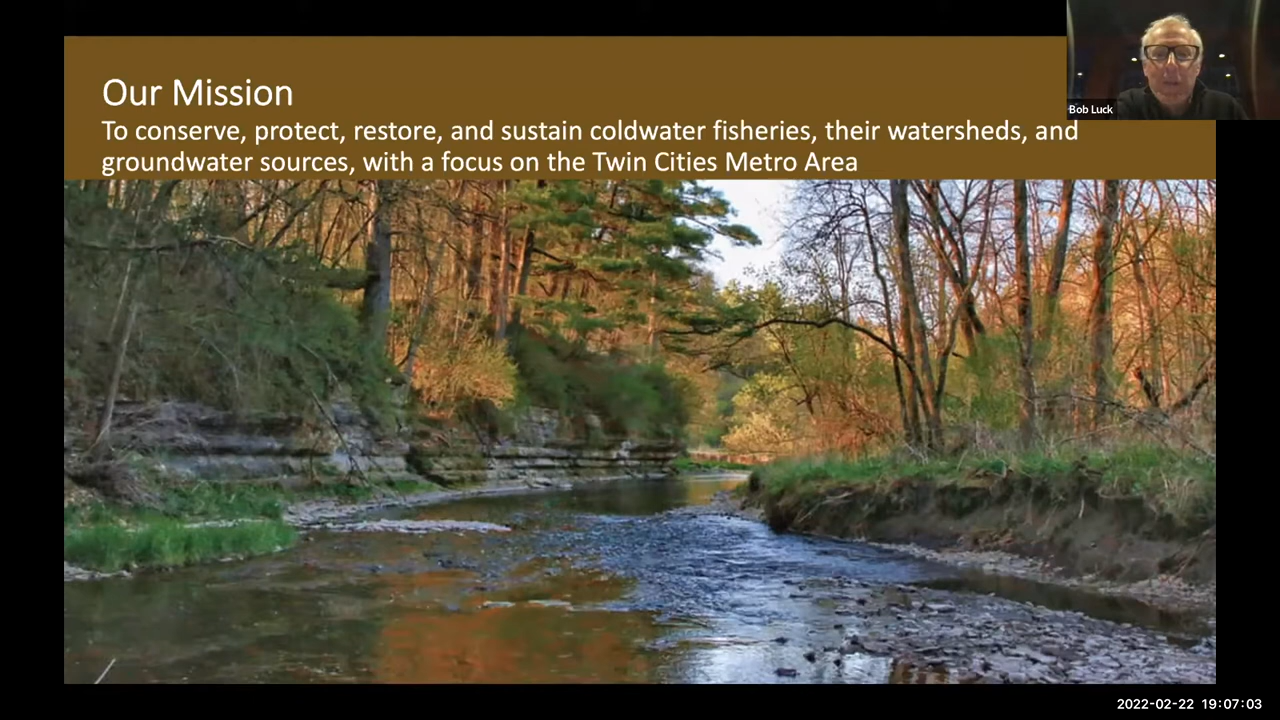 Our Mission
To conserve, protect, restore, and sustain coldwater fisheries, their watersheds, and
groundwater sources, with a focus on the Twin Cities Metro Area
Bob Luck
2022-02-22 19:07:03